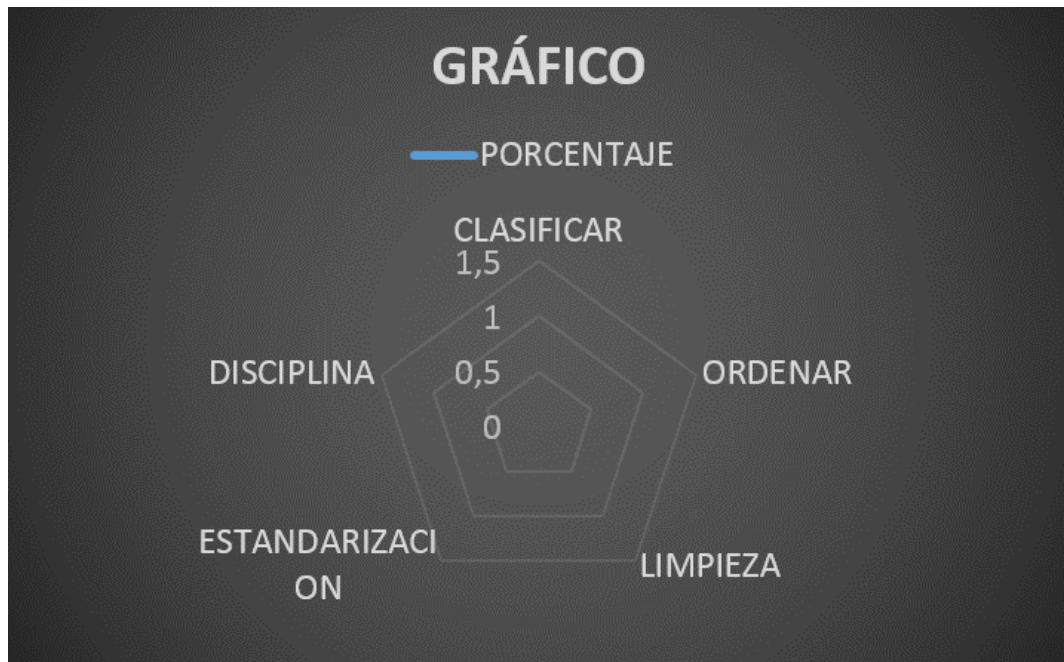 GRÁFICO
PORCENTAJE
CLASIFICAR
1,5
1
DISCIPLINA
0,5
ORDENAR
0
ESTANDARIZACI
ON
LIMPIEZA